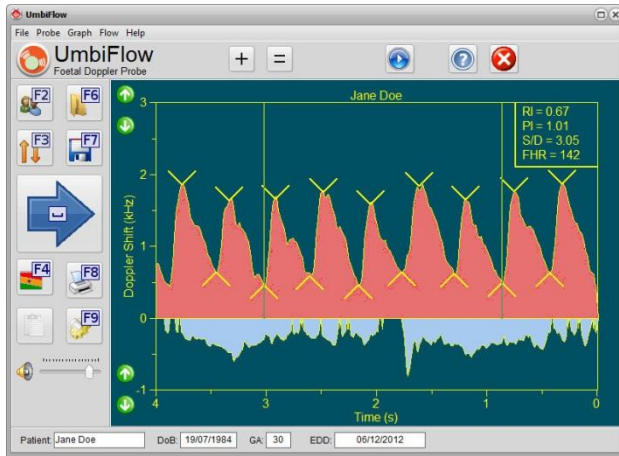 UmbiFlow
File Probe Graph Flow Help
UmbiFlow
Foetal Doppler Probe
+ =
?
F2 F6
F3 F7
F4 F8
F9
Jane Doe
RI = 0.67
PI = 1.01
S/D = 3.05
FHR = 142
Doppler Shift (kHz)
3
2
1
0
-1
4 3 2 1 0
Time (s)
Patient: Jane Doe DoB: 19/07/1984 GA: 30 EDD: 06/12/2012